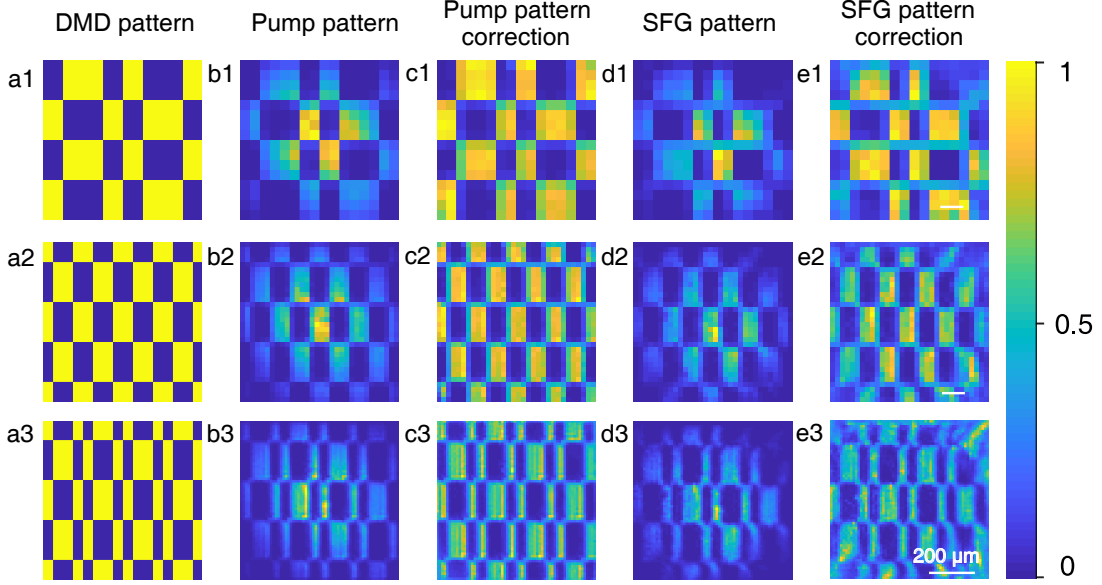 DMD pattern
Pump pattern
Pump pattern
correction
SFG pattern
SFG pattern
correction
a1
b1
c1
d1
e1
1
a2
b2
c2
d2
e2
0.5
a3
b3
c3
d3
e3
200 µm
0